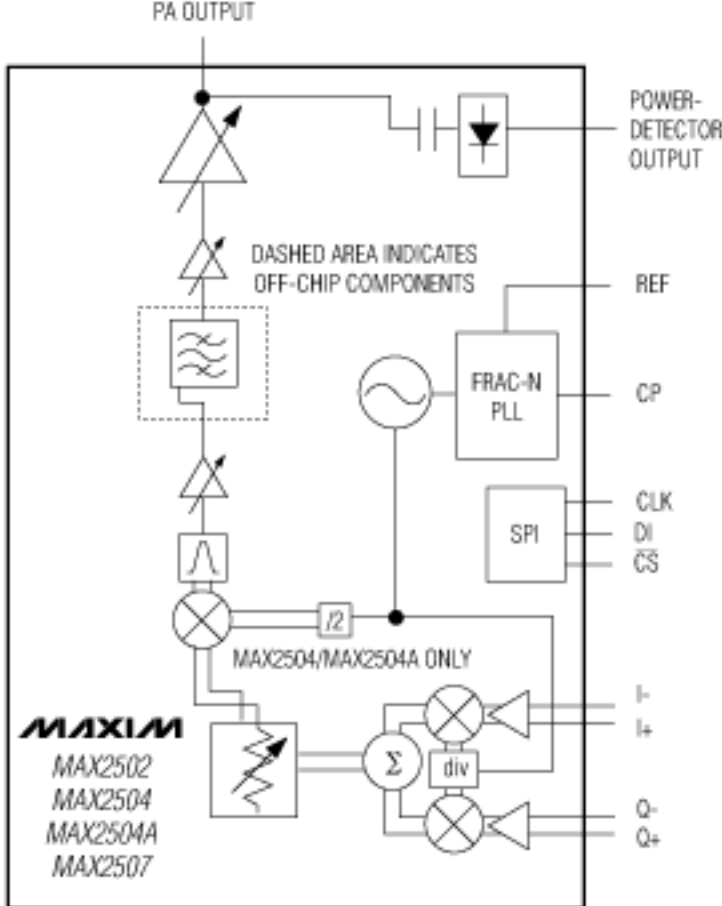 PA OUTPUT
POWER-
DETECTOR
OUTPUT
DASHED AREA INDICATES
OFF-CHIP COMPONENTS
REF
FRAC-N
PLL
CP
CLK
SPI
DI
C̅S̅
/2
MAX2504/MAX2504A ONLY
I-
I+
MAXIM
Σ
div
MAX2502
MAX2504
MAX2504A
MAX2507
Q-
Q+